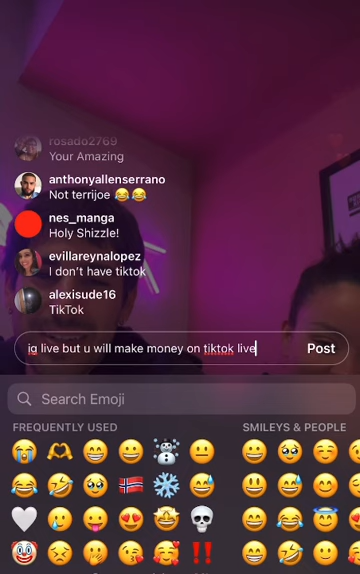 rosado2769
Your Amazing
anthonyallenserrano
Not terrijoe 😂😂
nes_manga
Holy Shizzle!
evillareynalopez
I don't have tiktok
alexisude16
TikTok
ig live but u will make money on tiktok live
Post
Search Emoji
FREQUENTLY USED
SMILEYS & PEOPLE